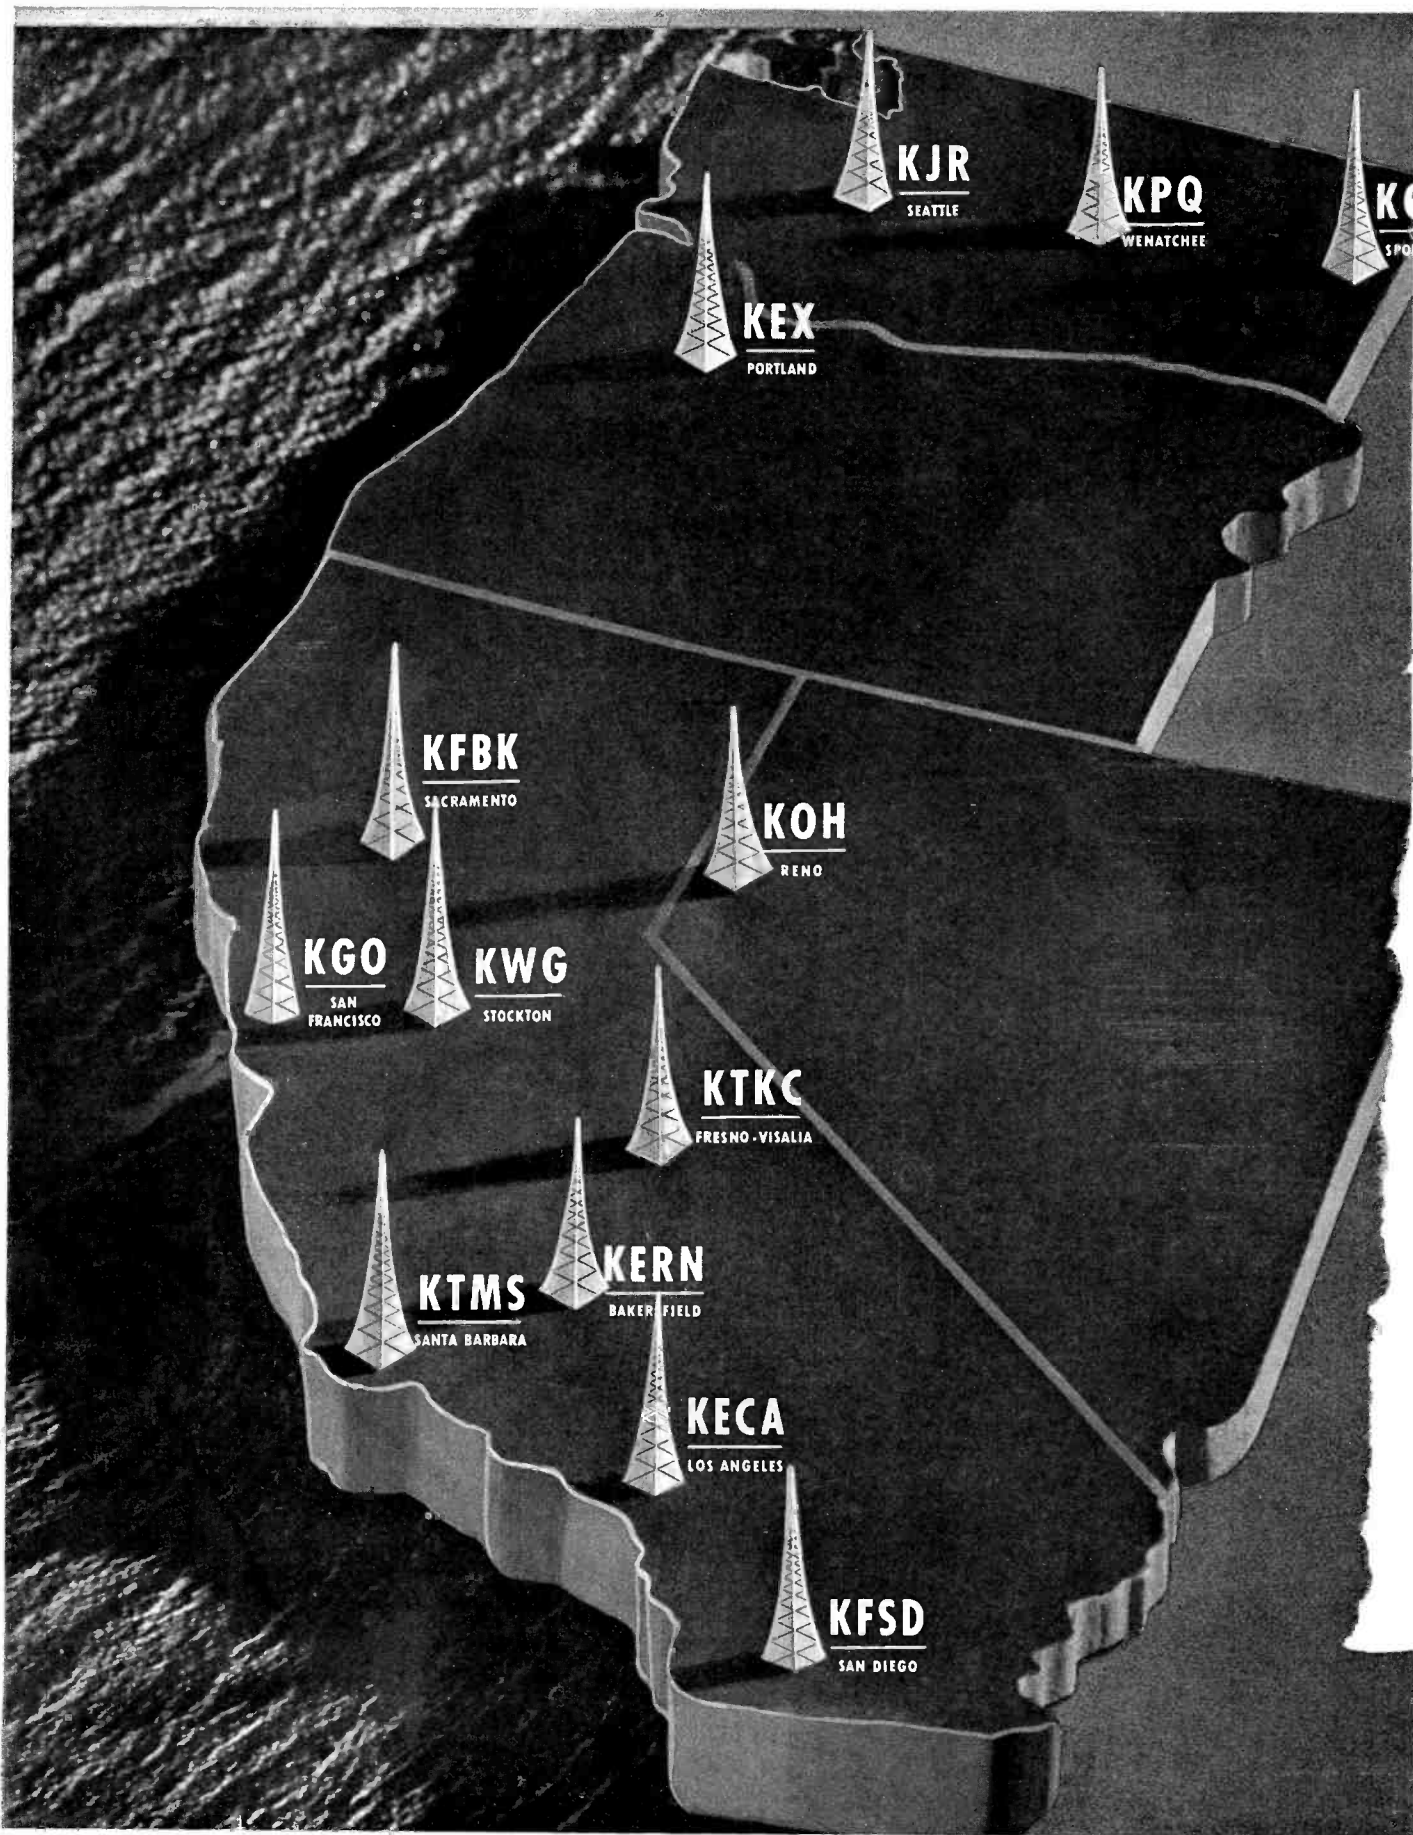 KJR
SEATTLE
KPQ
WENATCHEE
KEX
PORTLAND
KFBK
SACRAMENTO
KOH
RENO
KGO
SAN
FRANCISCO
KWG
STOCKTON
KTKC
FRESNO-VISALIA
KERN
BAKERSFIELD
KTMS
SANTA BARBARA
KECA
LOS ANGELES
KFSD
SAN DIEGO